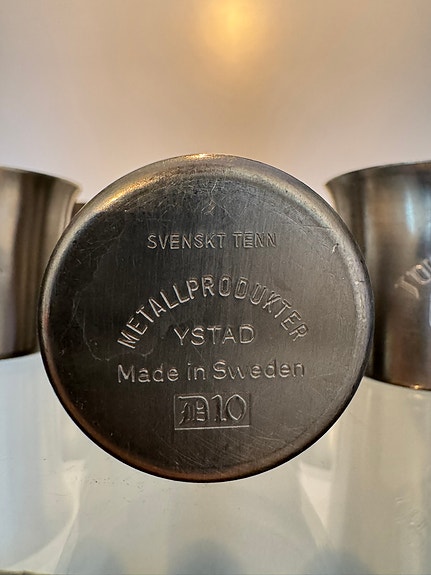 SVENSKT TENN
METALLPRODUKTER
YSTAD
Made in Sweden
B10